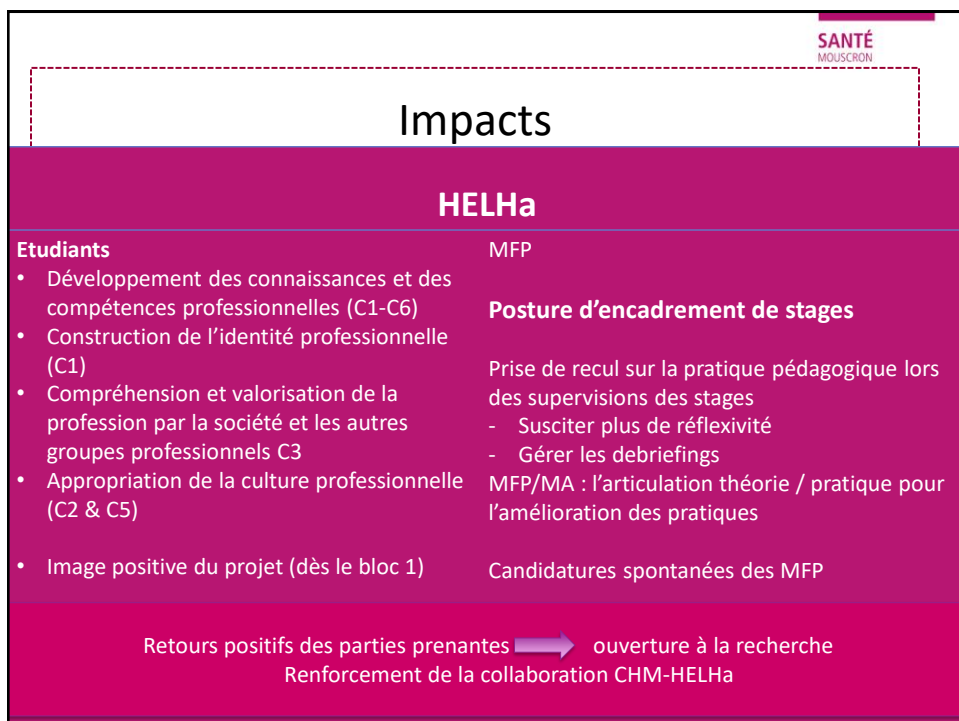 SANTÉ
MOUSCRON
Impacts
HELHa
Etudiants
• Développement des connaissances et des
compétences professionnelles (C1-C6)
• Construction de l'identité professionnelle
(C1)
• Compréhension et valorisation de la
profession par la société et les autres
groupes professionnels C3
• Appropriation de la culture professionnelle
(C2 & C5)
• Image positive du projet (dès le bloc 1)
MFP
Posture d'encadrement de stages
Prise de recul sur la pratique pédagogique lors
des supervisions des stages
- Susciter plus de réflexivité
- Gérer les debriefings
MFP/MA : l'articulation théorie / pratique pour
l'amélioration des pratiques
Candidatures spontanées des MFP
Retours positifs des parties prenantes ouverture à la recherche
Renforcement de la collaboration CHM-HELHa